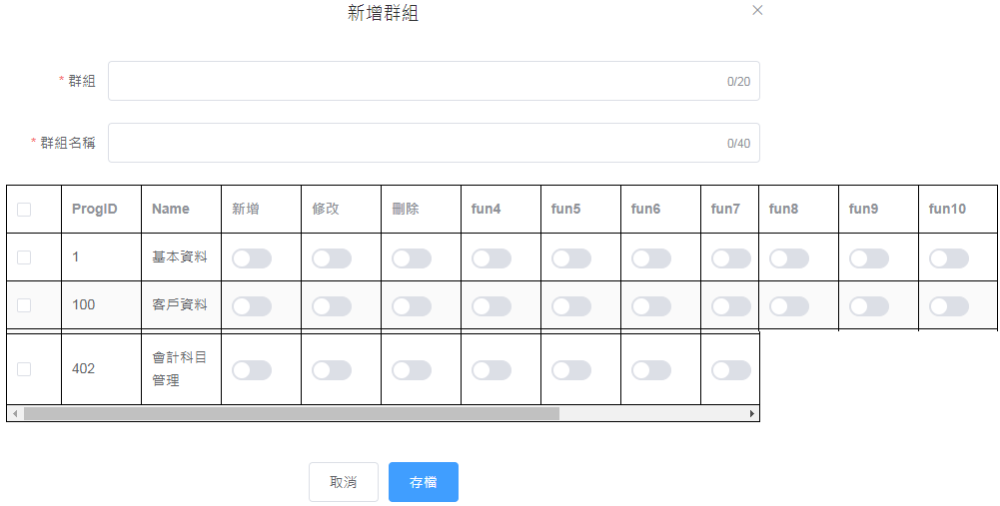 新增群組
* 群組 0/20
* 群組名稱 0/40
ProgID Name 新增 修改 刪除 fun4 fun5 fun6 fun7 fun8 fun9 fun10
1 基本資料
100 客戶資料
402 會計科目
管理
取消 存檔